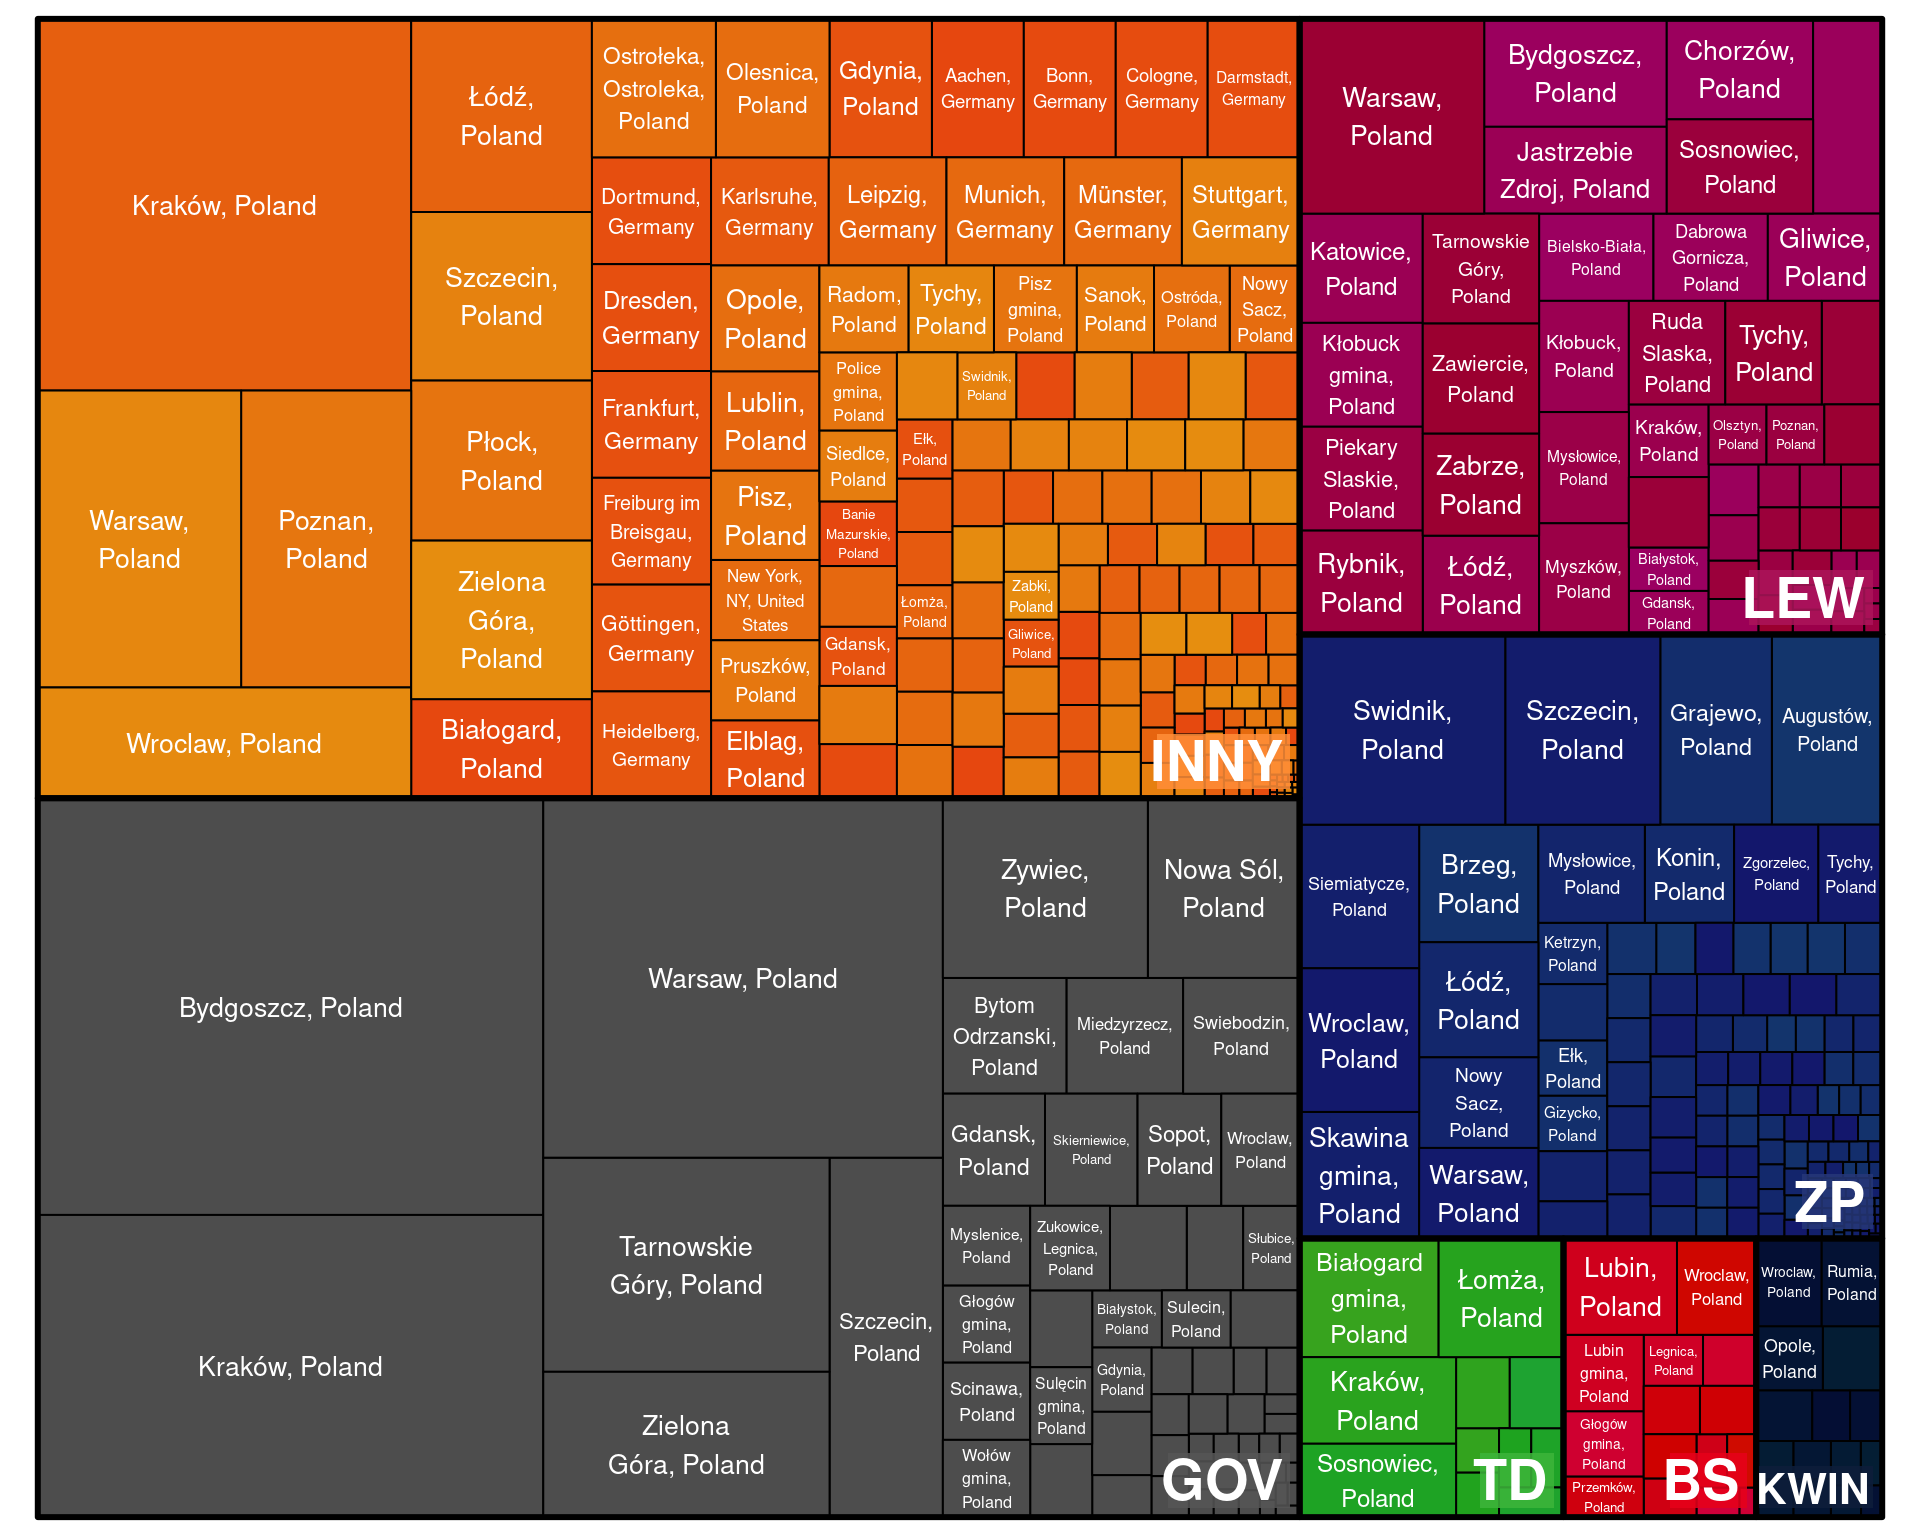 Kraków, Poland
Warsaw,
Poland
Poznan,
Poland
Wroclaw, Poland
Łódź,
Poland
Szczecin,
Poland
Płock,
Poland
Zielona
Góra,
Poland
Białogard,
Poland
Ostrołeka,
Ostroleka,
Poland
Olesnica,
Poland
Gdynia,
Poland
Aachen,
Germany
Bonn,
Germany
Cologne,
Germany
Darmstadt,
Germany
Dortmund,
Germany
Karlsruhe,
Germany
Leipzig,
Germany
Munich,
Germany
Münster,
Germany
Stuttgart,
Germany
Dresden,
Germany
Frankfurt,
Germany
Freiburg im
Breisgau,
Germany
Göttingen,
Germany
Heidelberg,
Germany
Opole,
Poland
Lublin,
Poland
Pisz,
Poland
New York,
NY, United
States
Pruszków,
Poland
Elblag,
Poland
Radom,
Poland
Tychy,
Poland
Pisz
gmina,
Poland
Sanok,
Poland
Ostróda,
Poland
Nowy
Sacz,
Poland
Police
gmina,
Poland
Swidnik,
Poland
Siedlce,
Poland
Ełk,
Poland
Banie
Mazurskie,
Poland
Gdansk,
Poland
Łomża,
Poland
Zabki,
Poland
Gliwice,
Poland
INNY
Warsaw,
Poland
Bydgoszcz,
Poland
Chorzów,
Poland
Jastrzebie
Zdroj, Poland
Sosnowiec,
Poland
Katowice,
Poland
Tarnowskie
Góry,
Poland
Bielsko-Biała,
Poland
Dabrowa
Gornicza,
Poland
Gliwice,
Poland
Kłobuck
gmina,
Poland
Zawiercie,
Poland
Kłobuck,
Poland
Ruda
Slaska,
Poland
Tychy,
Poland
Piekary
Slaskie,
Poland
Zabrze,
Poland
Mysłowice,
Poland
Kraków,
Poland
Olsztyn,
Poland
Poznan,
Poland
Rybnik,
Poland
Łódź,
Poland
Myszków,
Poland
Białystok,
Poland
Gdansk,
Poland
LEW
Bydgoszcz, Poland
Kraków, Poland
Warsaw, Poland
Tarnowskie
Góry, Poland
Zielona
Góra, Poland
Szczecin,
Poland
Zywiec,
Poland
Nowa Sól,
Poland
Bytom
Odrzanski,
Poland
Miedzyrzecz,
Poland
Swiebodzin,
Poland
Gdansk,
Poland
Skierniewice,
Poland
Sopot,
Poland
Wroclaw,
Poland
Myslenice,
Poland
Zukowice,
Legnica,
Poland
Słubice,
Poland
Głogów
gmina,
Poland
Białystok,
Poland
Sulecin,
Poland
Scinawa,
Poland
Sulęcin
gmina,
Poland
Gdynia,
Poland
Wołów
gmina,
Poland
GOV
Swidnik,
Poland
Szczecin,
Poland
Grajewo,
Poland
Augustów,
Poland
Siemiatycze,
Poland
Brzeg,
Poland
Mysłowice,
Poland
Konin,
Poland
Zgorzelec,
Poland
Tychy,
Poland
Wroclaw,
Poland
Łódź,
Poland
Ketrzyn,
Poland
Ełk,
Poland
Nowy
Sacz,
Poland
Gizycko,
Poland
Skawina
gmina,
Poland
Warsaw,
Poland
ZP
Białogard
gmina,
Poland
Łomża,
Poland
Kraków,
Poland
Sosnowiec,
Poland
TD
Lubin,
Poland
Wroclaw,
Poland
Lubin
gmina,
Poland
Legnica,
Poland
Głogów
gmina,
Poland
Przemków,
Poland
BS
Wroclaw,
Poland
Rumia,
Poland
Opole,
Poland
KWIN